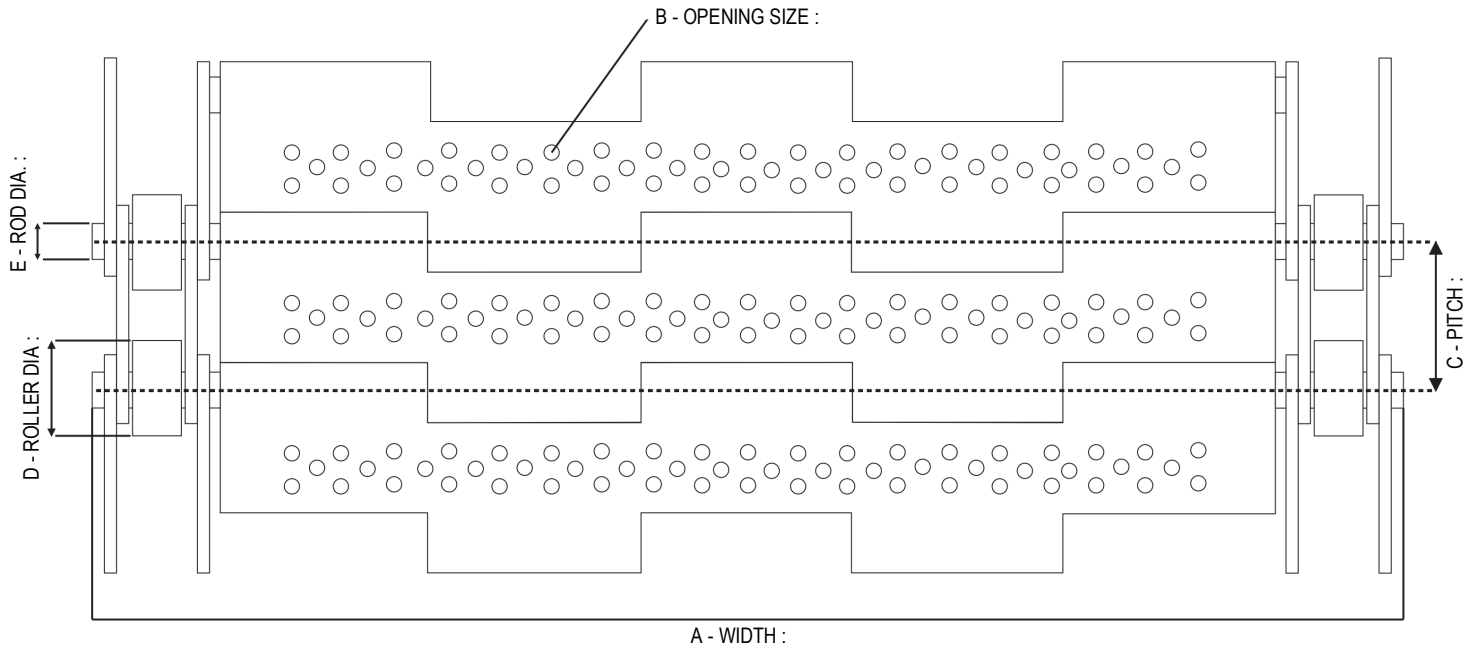 B - OPENING SIZE :
E - ROD DIA. :
C - PITCH :
D - ROLLER DIA :
A - WIDTH :